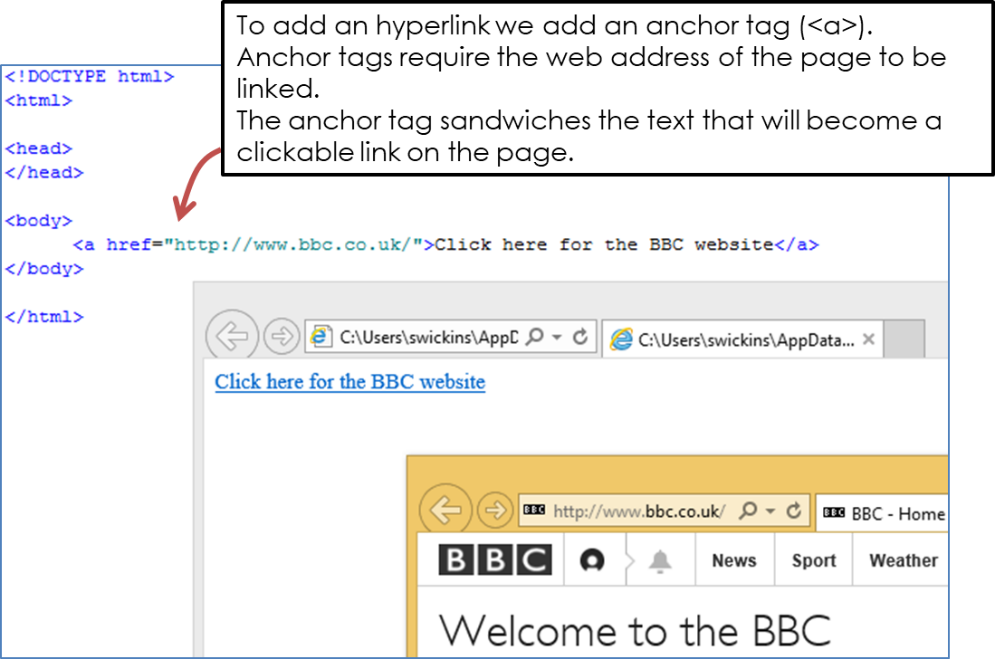 To add an hyperlink we add an anchor tag (<a>).
Anchor tags require the web address of the page to be
linked.
The anchor tag sandwiches the text that will become a
clickable link on the page.
<!DOCTYPE html>
<html>
<head>
</head>
<body>
<a href="http://www.bbc.co.uk/">Click here for the BBC website</a>
</body>
</html>
C:\Users\swickins\AppD
C:\Users\swickins\AppData...
Click here for the BBC website
BBC http://www.bbc.co.uk/
BBC BBC - Home
BBC News Sport Weather
Welcome to the BBC